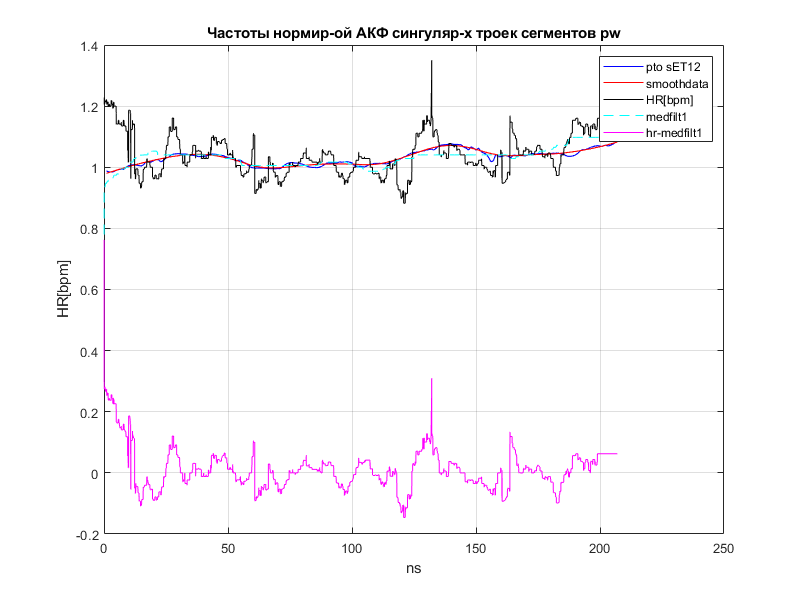 Частоты нормир-ой АКФ сингуляр-х троек сегментов pw
1.4
1.2
1
0.8
0.6
0.4
0.2
0
-0.2
HR[bpm]
0
50
100
150
200
250
ns
pto sET12
smoothdata
HR[bpm]
medfilt1
hr-medfilt1